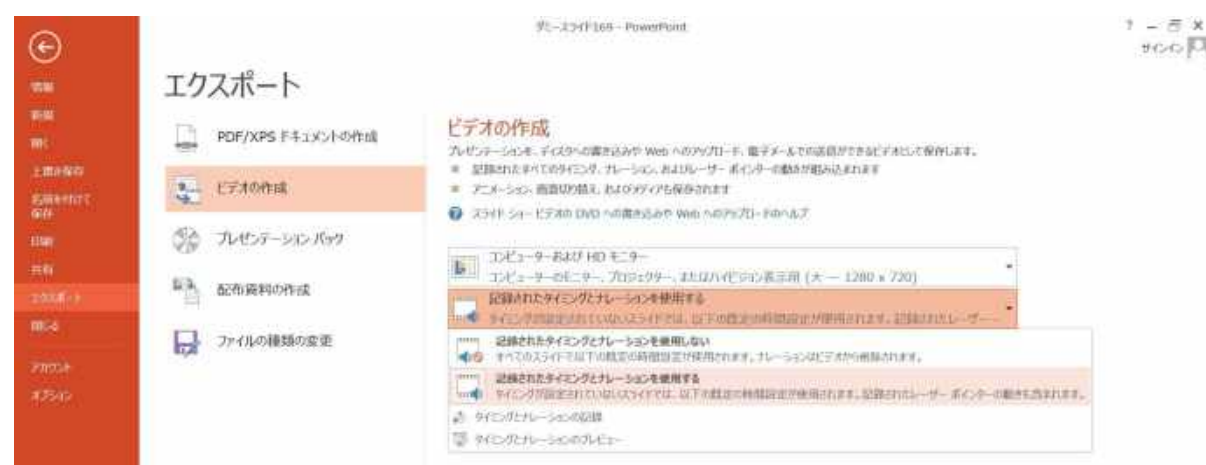 ダミースライド169 - PowerPoint
? 
サインイン
情報
新規
開く
上書き保存
名前を付けて
保存
印刷
共有
エクスポート
閉じる
アカウント
オプション
エクスポート
PDF/XPS ドキュメントの作成
ビデオの作成
プレゼンテーション パック
配布資料の作成
ファイルの種類の変更
ビデオの作成
プレゼンテーションを、ディスクへの書き込みや Web へのアップロード、電子メールでの送信ができるビデオとして保存します。
記録されたすべてのタイミング、ナレーション、およびレーザー ポインターの動きが組み込まれます
アニメーション、画面切り替え、およびメディアも保存されます
スライド ショー ビデオの DVD への書き込みや Web へのアップロードのヘルプ
コンピューターおよび HD モニター
コンピューターのモニター、プロジェクター、またはハイビジョン表示用 (大 — 1280 x 720)
記録されたタイミングとナレーションを使用する
タイミングが設定されていないスライドでは、以下の既定の時間設定が使用されます。記録されたレーザー
記録されたタイミングとナレーションを使用しない
すべてのスライドで以下の既定の時間設定が使用されます。ナレーションはビデオから削除されます。
記録されたタイミングとナレーションを使用する
タイミングが設定されていないスライドでは、以下の既定の時間設定が使用されます。記録されたレーザー ポインターの動きも含まれます。
タイミングとナレーションの記録
タイミングとナレーションのプレビュー